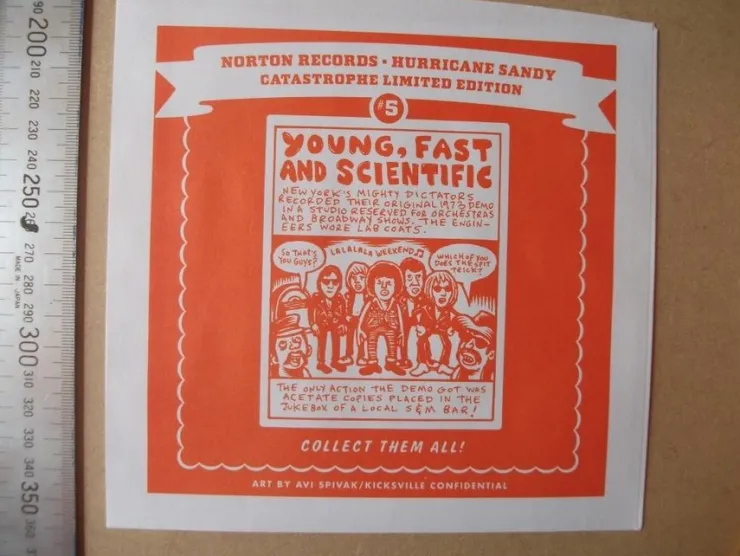 NORTON RECORDS • HURRICANE SANDY
CATASTROPHE LIMITED EDITION
#5
YOUNG, FAST
AND SCIENTIFIC
NEW YORK'S MIGHTY DICTATORS
RECORDED THEIR ORIGINAL 1973 DEMO
IN A STUDIO RESERVED FOR ORCHESTRAS
AND BROADWAY SHOWS. THE ENGIN-
EERS WORE LAB COATS.
SO THAT'S
YOU GUYS?
LALALALA WEEKEND♫
WHICH OF YOU
DOES THE SPIT
TRICK?
THE ONLY ACTION THE DEMO GOT WAS
ACETATE COPIES PLACED IN THE
JUKEBOX OF A LOCAL S&M BAR!
COLLECT THEM ALL!
ART BY AVI SPIVAK/KICKSVILLE CONFIDENTIAL
90 200 210 220 230 240 250 270 280 290 300 310 320 330 340 350 360
MADE IN JAPAN